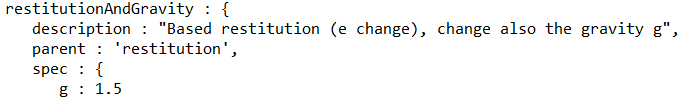 restitutionAndGravity : {
description : "Based restitution (e change), change also the gravity g",
parent : 'restitution',
spec : {
g : 1.5